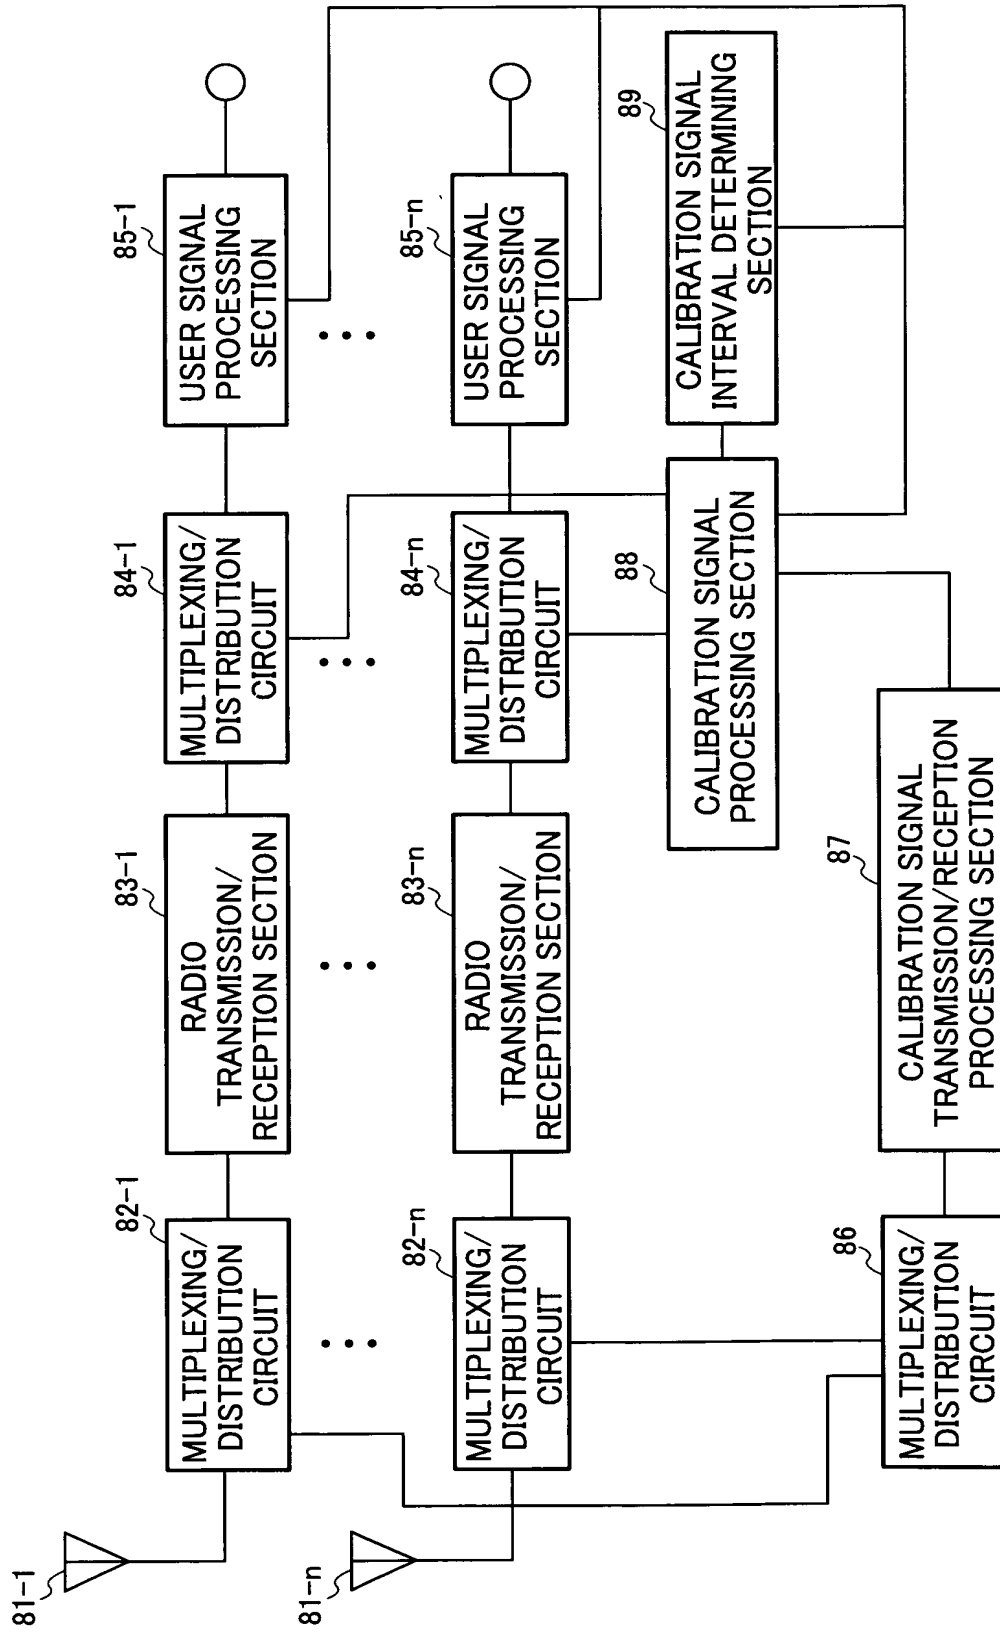 81-1
82-1
MULTIPLEXING/
DISTRIBUTION
CIRCUIT
83-1
RADIO
TRANSMISSION/
RECEPTION SECTION
84-1
MULTIPLEXING/
DISTRIBUTION
CIRCUIT
85-1
USER SIGNAL
PROCESSING
SECTION
81-n
82-n
MULTIPLEXING/
DISTRIBUTION
CIRCUIT
83-n
RADIO
TRANSMISSION/
RECEPTION SECTION
84-n
MULTIPLEXING/
DISTRIBUTION
CIRCUIT
85-n
USER SIGNAL
PROCESSING
SECTION
88
CALIBRATION SIGNAL
PROCESSING SECTION
89
CALIBRATION SIGNAL
INTERVAL DETERMINING
SECTION
86
MULTIPLEXING/
DISTRIBUTION
CIRCUIT
87
CALIBRATION SIGNAL
TRANSMISSION/RECEPTION
PROCESSING SECTION